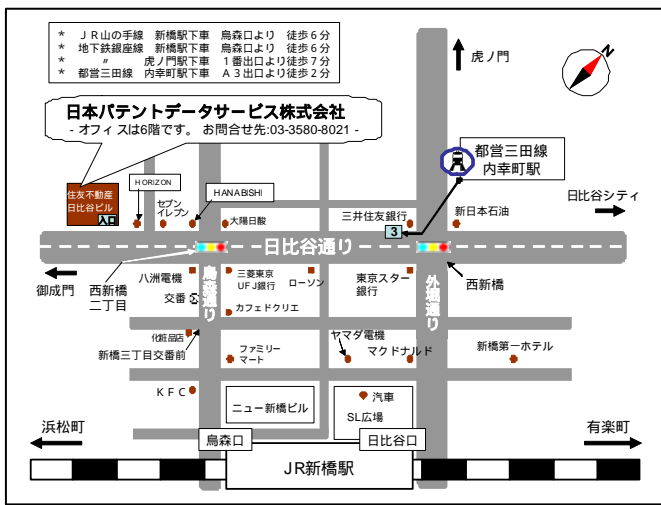 * ＪＲ山の手線 新橋駅下車 烏森口より 徒歩６分
* 地下鉄銀座線 新橋駅下車 烏森口より 徒歩６分
* 〃 虎ノ門駅下車 １番出口より徒歩７分
* 都営三田線 内幸町駅下車 Ａ３出口より徒歩２分
N
虎ノ門
日本パテントデータサービス株式会社
- オフィスは6階です。 お問合せ先:03-3580-8021 -
都営三田線
内幸町駅
HORIZON
HANABISHI
住友不動産
日比谷ビル
入口
セブン
イレブン
大陽日酸
三井住友銀行
3
新日本石油
日比谷シティ
日比谷通り
御成門
西新橋
二丁目
八洲電機
交番
烏森通り
三菱東京
UFJ銀行
ローソン
カフェドクリエ
東京スター
銀行
外堀通り
西新橋
化粧品店
新橋三丁目交番前
ファミリー
マート
ヤマダ電機
マクドナルド
新橋第一ホテル
ＫＦＣ
ニュー新橋ビル
汽車
SL広場
浜松町
烏森口
日比谷口
有楽町
JR新橋駅